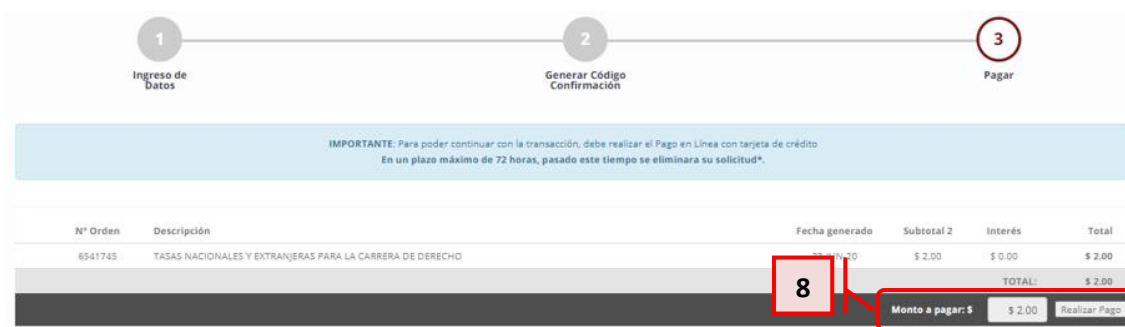 1
2
3
Ingreso de
Datos
Generar Código
Confirmación
Pagar
IMPORTANTE: Para poder continuar con la transacción, debe realizar el Pago en Línea con tarjeta de crédito
En un plazo máximo de 72 horas, pasado este tiempo se eliminara su solicitud*.
N° Orden Descripción Fecha generado Subtotal 2 Interés Total
6541745 TASAS NACIONALES Y EXTRANJERAS PARA LA CARRERA DE DERECHO $ 2.00 $ 0.00 $ 2.00
TOTAL: $ 2.00
8
Monto a pagar: $ $ 2.00 Realizar Pago